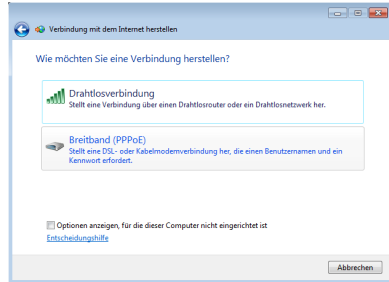 Verbindung mit dem Internet herstellen
Wie möchten Sie eine Verbindung herstellen?
Drahtlosverbindung
Stellt eine Verbindung über einen Drahtlosrouter oder ein Drahtlosnetzwerk her.
Breitband (PPPoE)
Stellt eine DSL- oder Kabelmodemverbindung her, die einen Benutzernamen und ein
Kennwort erfordert.
Optionen anzeigen, für die dieser Computer nicht eingerichtet ist
Entscheidungshilfe
Abbrechen